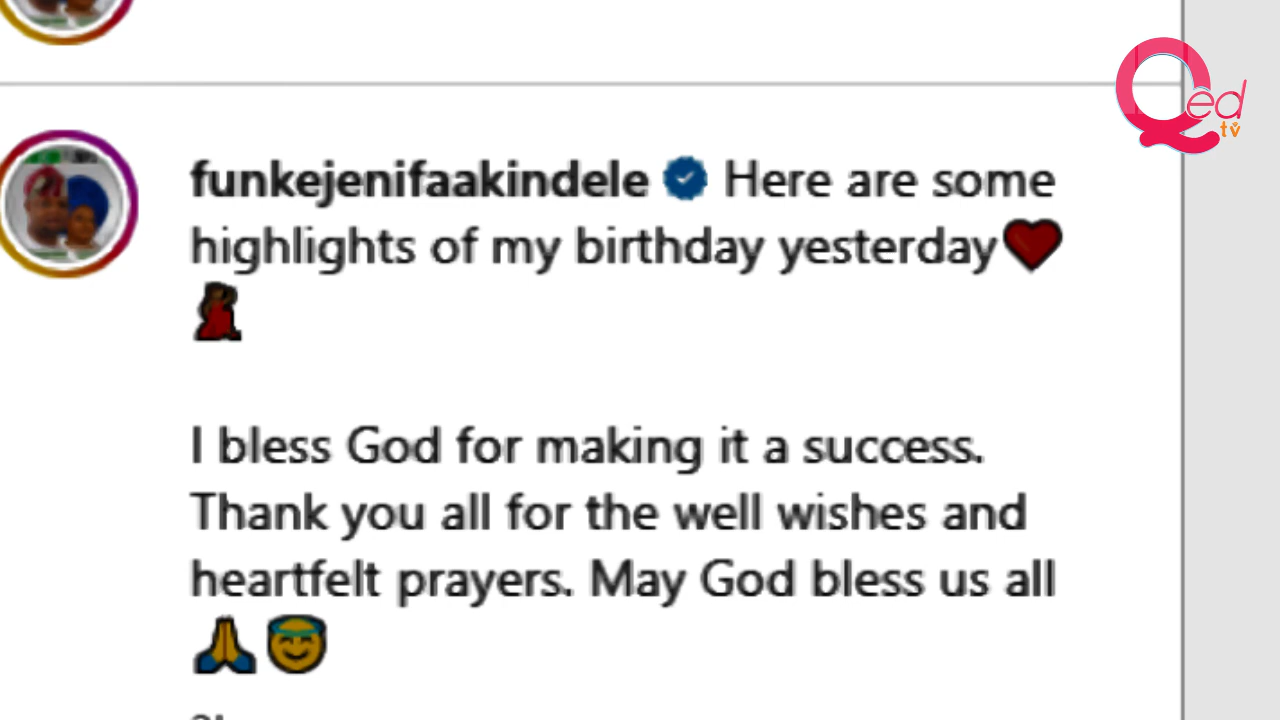 Qed
tv
funkejenifaakindele Here are some
highlights of my birthday yesterday❤️
💃
I bless God for making it a success.
Thank you all for the well wishes and
heartfelt prayers. May God bless us all
🙏😇